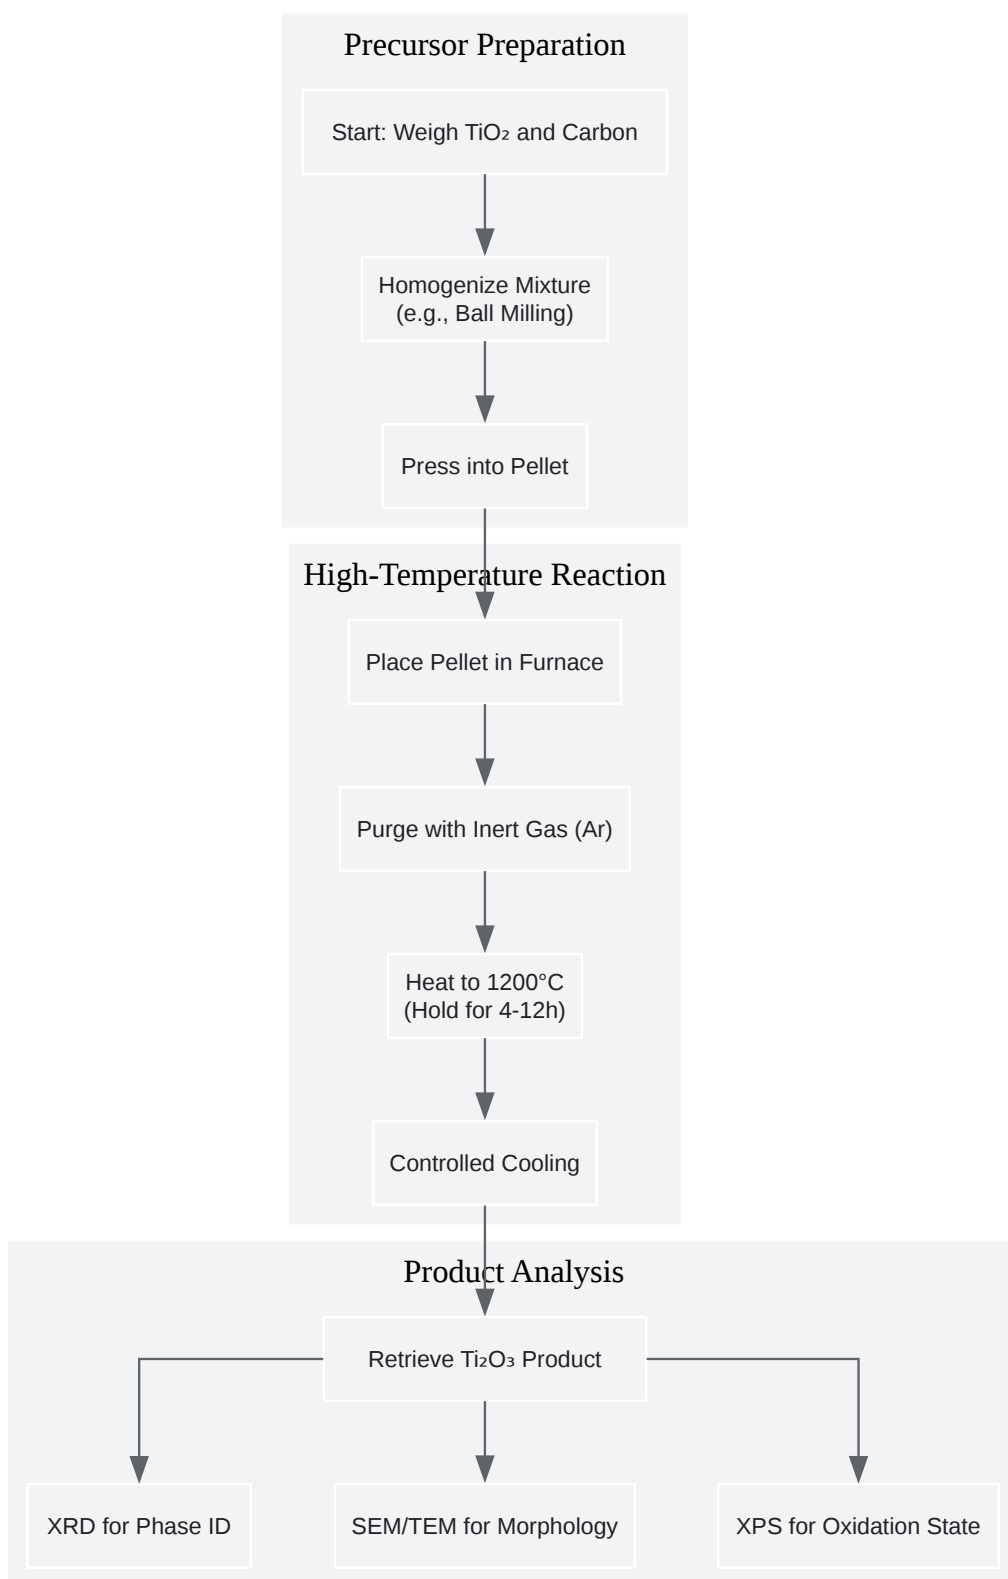 Precursor Preparation
Start: Weigh TiO₂ and Carbon
Homogenize Mixture
(e.g., Ball Milling)
Press into Pellet
High-Temperature Reaction
Place Pellet in Furnace
Purge with Inert Gas (Ar)
Heat to 1200°C
(Hold for 4-12h)
Controlled Cooling
Product Analysis
Retrieve Ti₂O₃ Product
XRD for Phase ID
SEM/TEM for Morphology
XPS for Oxidation State